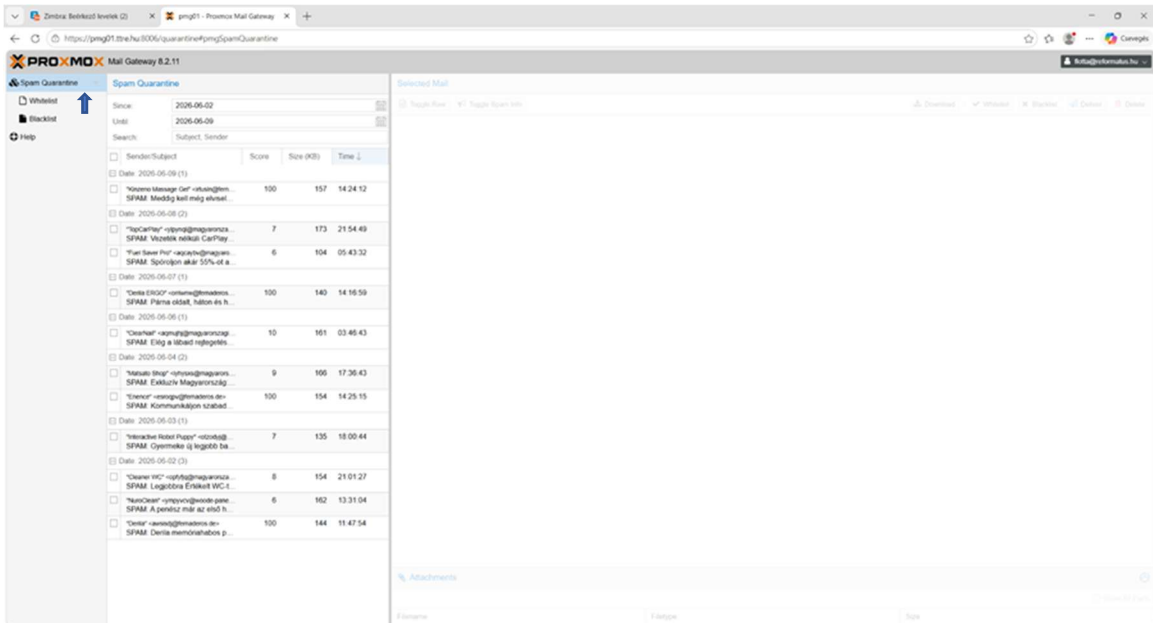 Zimbra: Beérkező levelek (2)
pmg01 - Proxmox Mail Gateway
https://pmg01.ttre.hu:8006/quarantine#pmgSpamQuarantine
Csevegés
PROXMOX Mail Gateway 8.2.11
flotta@reformatus.hu
Spam Quarantine
Whitelist
Blacklist
Help
Spam Quarantine
Since: 2026-06-02
Until: 2026-06-09
Search: Subject, Sender
Sender/Subject Score Size (KB) Time
Date: 2026-06-09 (1)
"Kinzeno Massage Gel" 100 157 14:24:12
SPAM: Meddig kell még elvisel...
Date: 2026-06-08 (2)
"TopCarPlay" 7 173 21:54:49
SPAM: Vezeték nélküli CarPlay...
"Fuel Saver Pro" 6 104 05:43:32
SPAM: Spóroljon akár 55%-ot a...
Date: 2026-06-07 (1)
"Derila ERGO" 100 140 14:16:59
SPAM: Párna oldalt, háton és h...
Date: 2026-06-06 (1)
"ClearNail" 10 161 03:46:43
SPAM: Elég a lábaid rejtegetés...
Date: 2026-06-04 (2)
"Matsato Shop" 9 166 17:36:43
SPAM: Exkluzív Magyarország...
"Enence" 100 154 14:25:15
SPAM: Kommunikáljon szabad...
Date: 2026-06-03 (1)
"Interactive Robot Puppy" 7 135 18:00:44
SPAM: Gyermeke új legjobb ba...
Date: 2026-06-02 (3)
"Cleaner WC" 8 154 21:01:27
SPAM: Legjobbra Értékelt WC-t...
"NuroClean" 6 162 13:31:04
SPAM: A penész már az első h...
"Derila" 100 144 11:47:54
SPAM: Derila memóriahabos p...
Selected Mail
Toggle Raw Toggle Spam Info Download Whitelist Blacklist Deliver Delete
Attachments
Filename Filetype Size